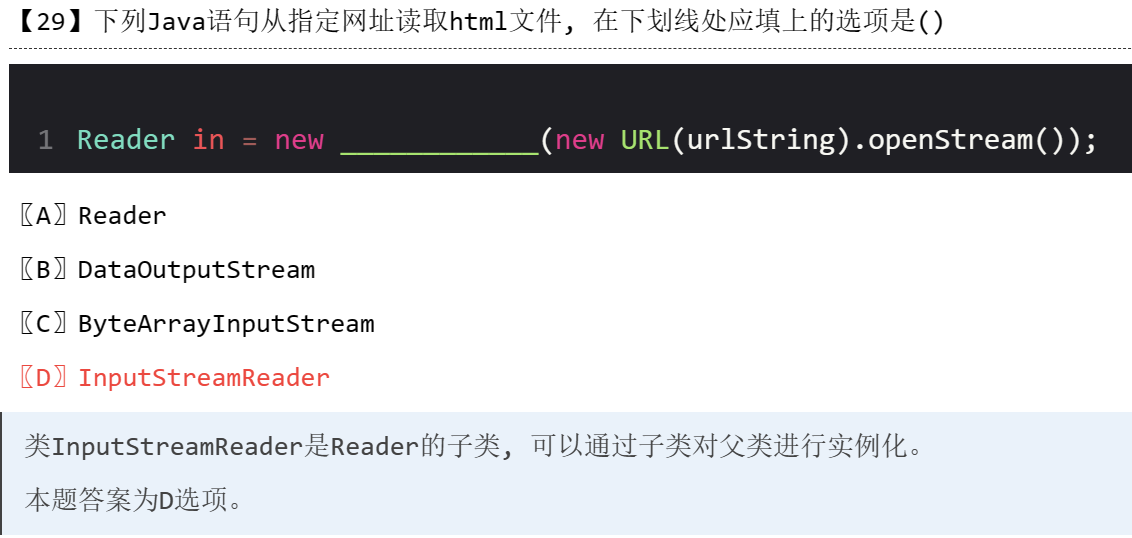 【29】下列Java语句从指定网址读取html文件, 在下划线处应填上的选项是()
1 Reader in = new ____________(new URL(urlString).openStream());
〖A〗Reader
〖B〗DataOutputStream
〖C〗ByteArrayInputStream
〖D〗InputStreamReader
类InputStreamReader是Reader的子类, 可以通过子类对父类进行实例化。
本题答案为D选项。